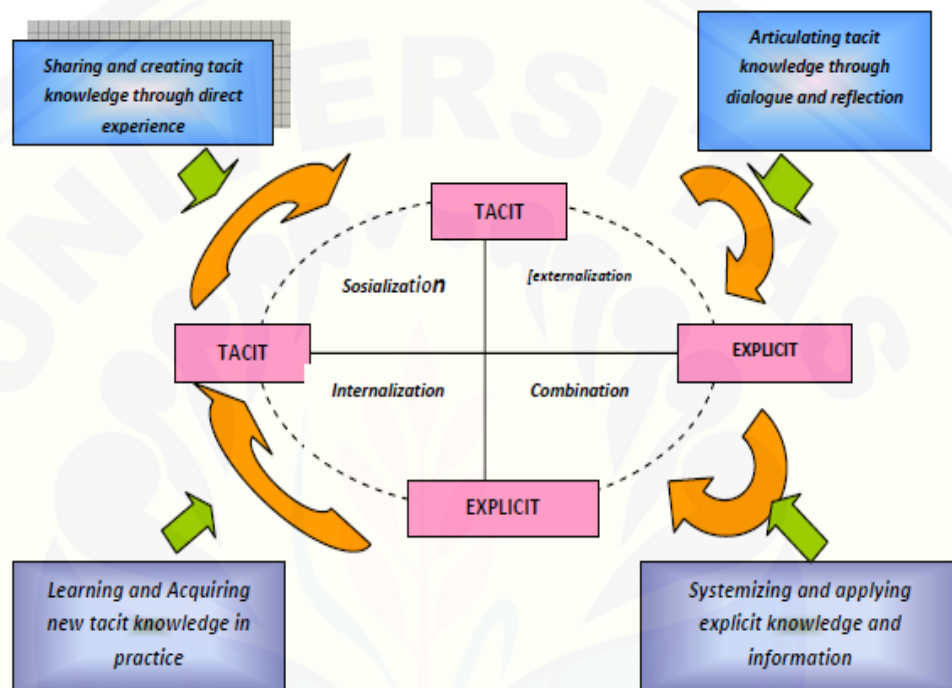 UNIVERSITAS
Sharing and creating tacit
knowledge through direct
experience
Articulating tacit
knowledge through
dialogue and reflection
TACIT
Sosialization
[externalization
TACIT
EXPLICIT
Internalization
Combination
EXPLICIT
Learning and Acquiring
new tacit knowledge in
practice
Systemizing and applying
explicit knowledge and
information